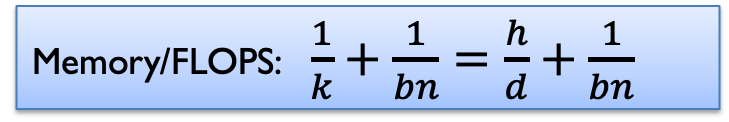 Memory/FLOPS: 1/k + 1/bn = h/d + 1/bn